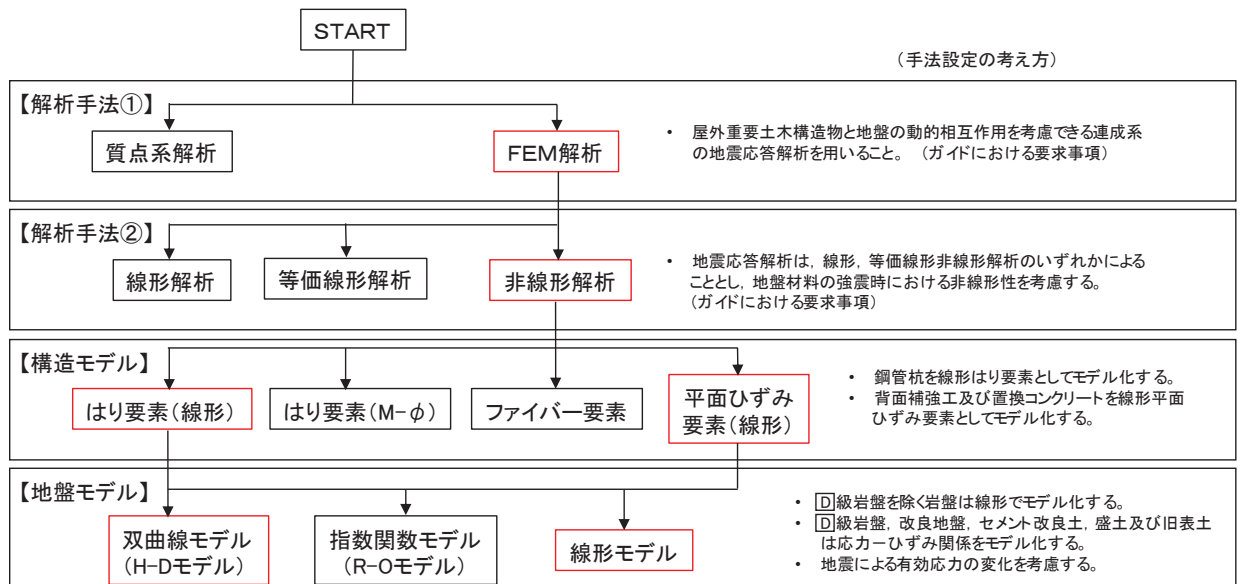 START
(手法設定の考え方)
【解析手法①】
質点系解析
FEM解析
・ 屋外重要土木構造物と地盤の動的相互作用を考慮できる連成系
の地震応答解析を用いること。 (ガイドにおける要求事項)
【解析手法②】
線形解析
等価線形解析
非線形解析
・ 地震応答解析は, 線形, 等価線形非線形解析のいずれかによる
こととし, 地盤材料の強震時における非線形性を考慮する。
(ガイドにおける要求事項)
【構造モデル】
はり要素(線形)
はり要素(M-φ)
ファイバー要素
平面ひずみ
要素(線形)
・ 鋼管杭を線形はり要素としてモデル化する。
・ 背面補強工及び置換コンクリートを線形平面
ひずみ要素としてモデル化する。
【地盤モデル】
双曲線モデル
(H-Dモデル)
指数関数モデル
(R-Oモデル)
線形モデル
・ D級岩盤を除く岩盤は線形でモデル化する。
・ D級岩盤, 改良地盤, セメント改良土, 盛土及び旧表土
は応力ーひずみ関係をモデル化する。
・ 地震による有効応力の変化を考慮する。